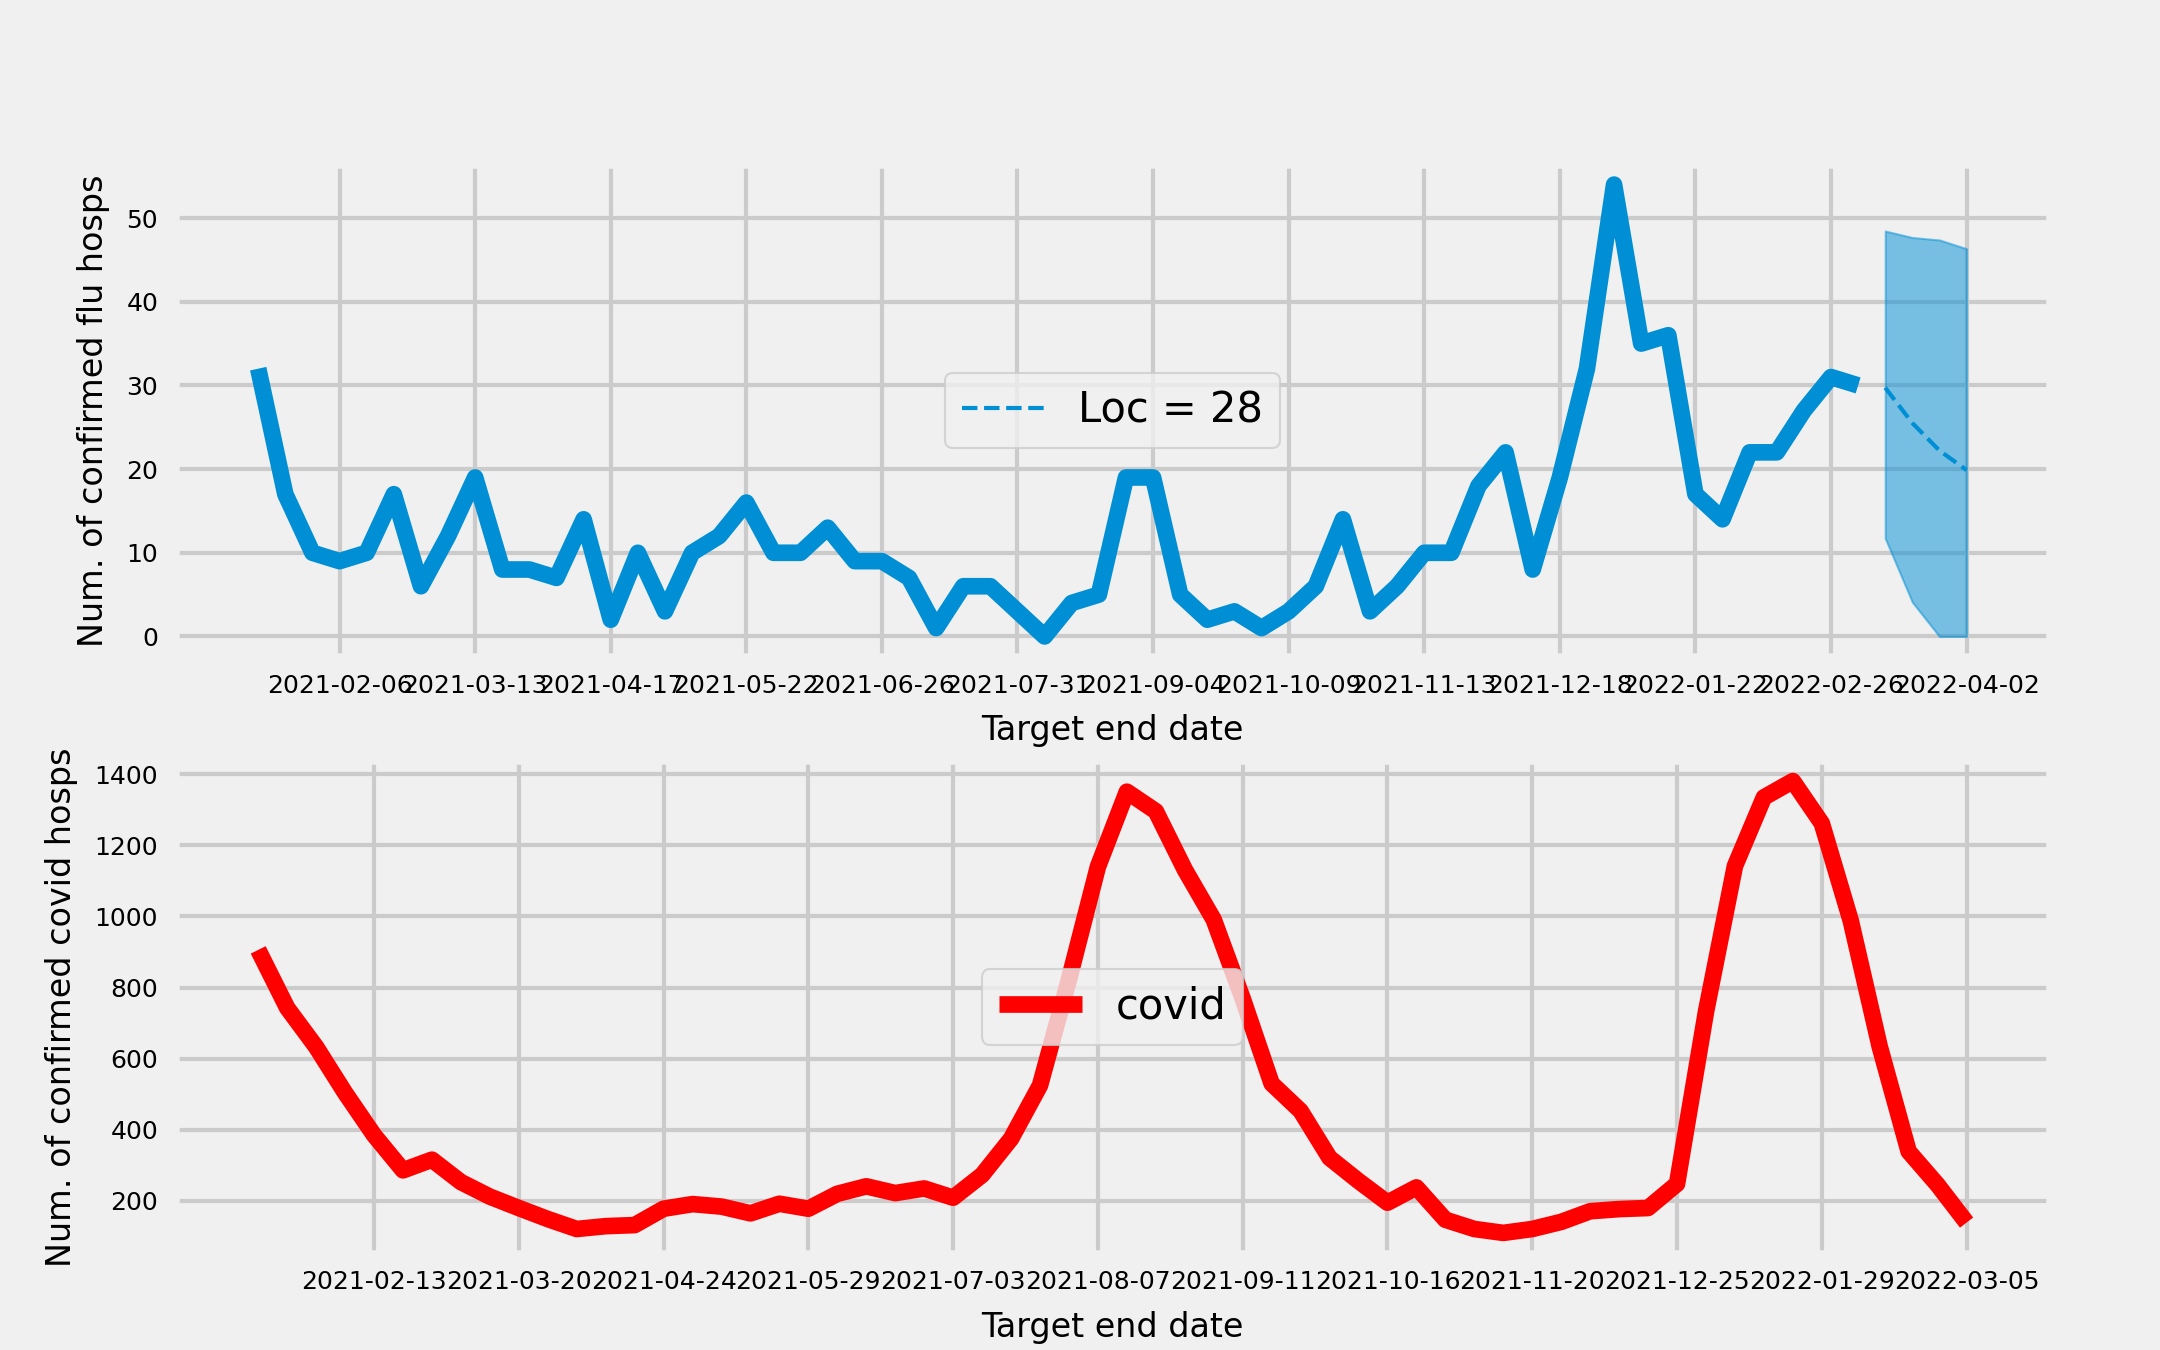 Num. of confirmed flu hosps
50
40
30
20
10
0
Loc = 28
2021-02-06 2021-03-13 2021-04-17 2021-05-22 2021-06-26 2021-07-31 2021-09-04 2021-10-09 2021-11-13 2021-12-18 2022-01-22 2022-02-26 2022-04-02
Target end date
Num. of confirmed covid hosps
1400
1200
1000
800
600
400
200
covid
2021-02-13 2021-03-20 2021-04-24 2021-05-29 2021-07-03 2021-08-07 2021-09-11 2021-10-16 2021-11-20 2021-12-25 2022-01-29 2022-03-05
Target end date